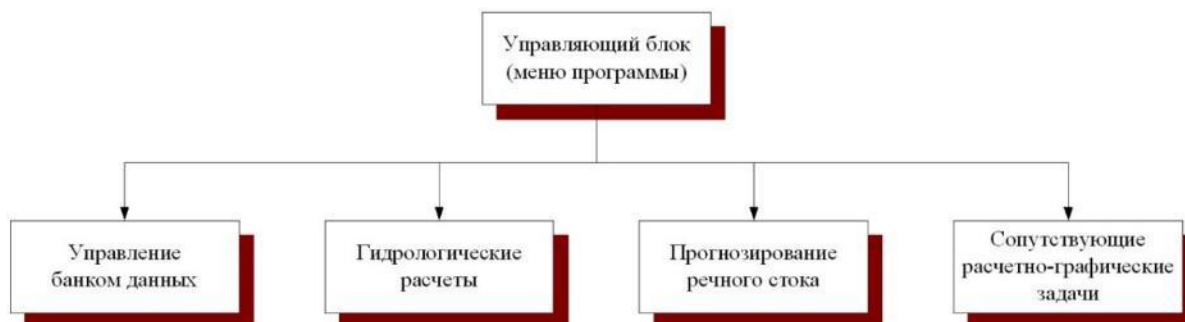 Управляющий блок
(меню программы)
Управление
банком данных
Гидрологические
расчеты
Прогнозирование
речного стока
Сопутствующие
расчетно-графические
задачи